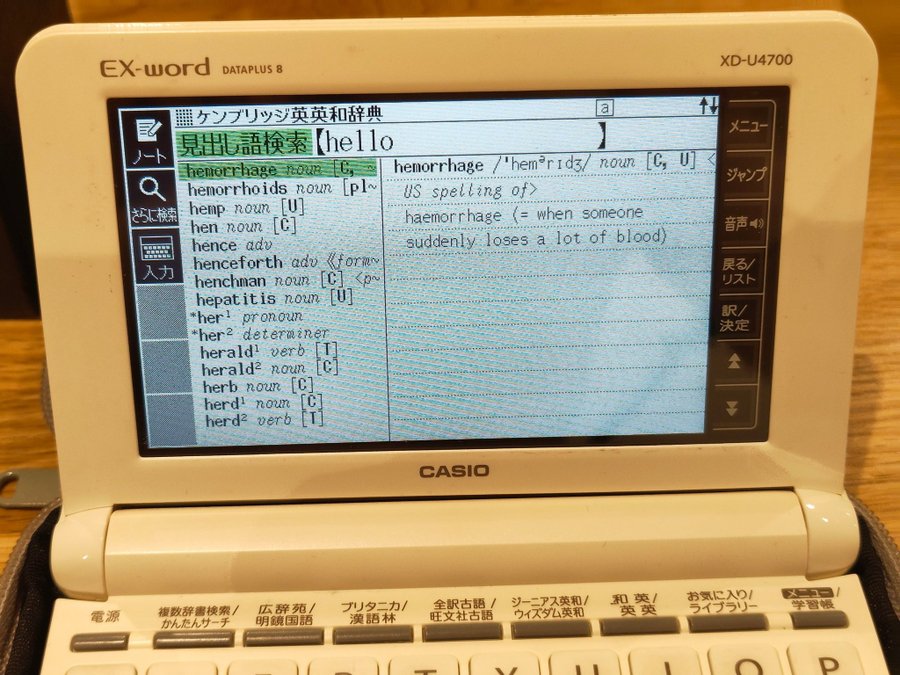 EX-word DATAPLUS 8
XD-U4700
ケンブリッジ英英和辞典 a
見出し語検索【hello 】
ノート
さらに検索
入力
hemorrhage noun [C, ~
hemorrhoids noun [pl~
hemp noun [U]
hen noun [C]
hence adv
henceforth adv 《form~
henchman noun [C] <p~
hepatitis noun [U]
*her¹ pronoun
*her² determiner
herald¹ verb [T]
herald² noun [C]
herb noun [C]
herd¹ noun [C]
herd² verb [T]
hemorrhage /ˈhemᵊrɪdʒ/ noun [C, U] <
US spelling of>
haemorrhage (= when someone
suddenly loses a lot of blood)
メニュー
ジャンプ
音声
戻る/
リスト
訳/
決定
CASIO
電源
複数辞書検索/
かんたんサーチ
広辞苑/
明鏡国語
ブリタニカ/
漢語林
全訳古語/
旺文社古語
ジーニアス英和/
ウィズダム英和
和英/
英英
お気に入り/
ライブラリー
メニュー/
学習帳
E R T Y U I O P